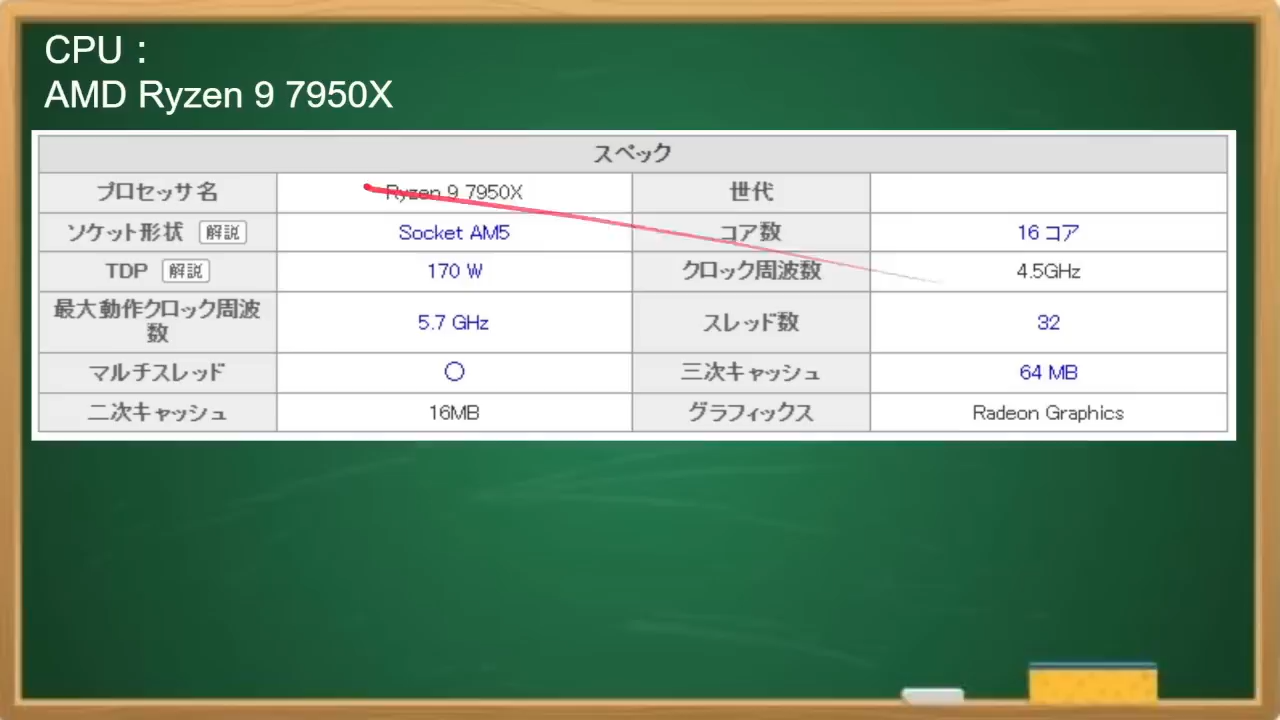 CPU：
AMD Ryzen 9 7950X
スペック
プロセッサ名 Ryzen 9 7950X 世代
ソケット形状 解説 Socket AM5 コア数 16 コア
TDP 解説 170 W クロック周波数 4.5GHz
最大動作クロック周波
数 5.7 GHz スレッド数 32
マルチスレッド ○ 三次キャッシュ 64 MB
二次キャッシュ 16MB グラフィックス Radeon Graphics